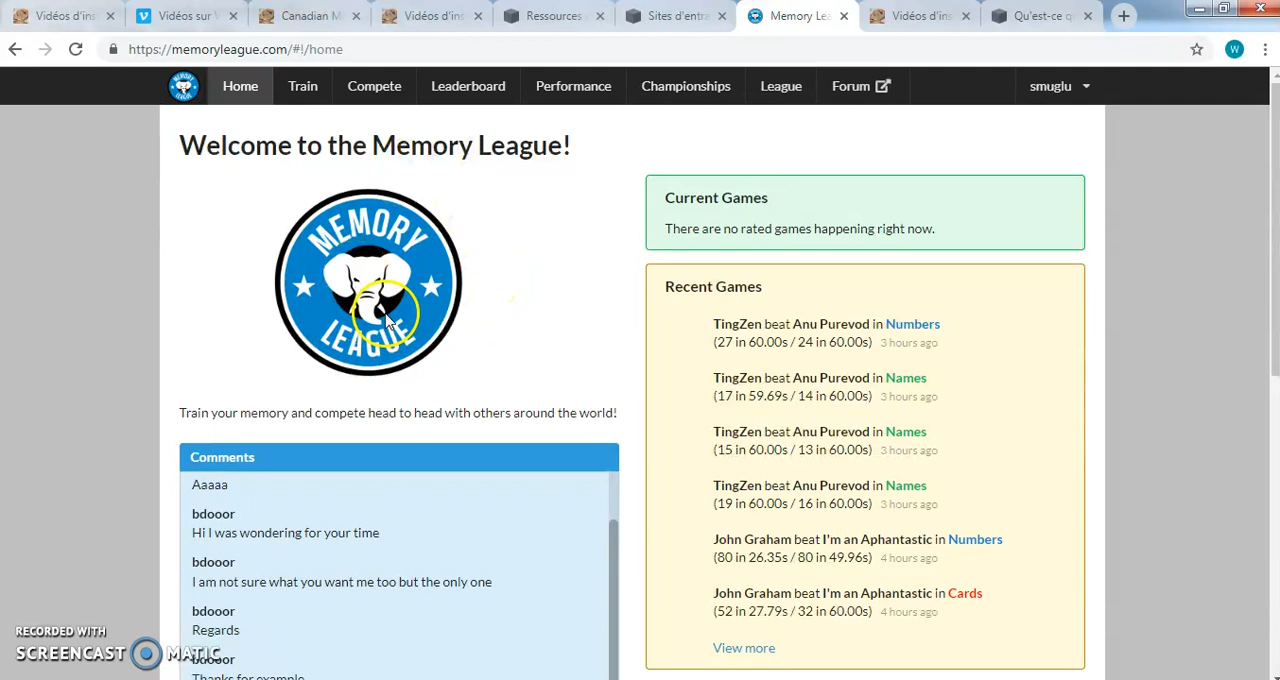 Vidéos d'ins
Vidéos sur V
Canadian M
Vidéos d'ins
Ressources
Sites d'entra
Memory Lea
Vidéos d'ins
Qu'est-ce q
https://memoryleague.com/#!/home
W
MEMORY LEAGUE
Home
Train
Compete
Leaderboard
Performance
Championships
League
Forum
smuglu
Welcome to the Memory League!
MEMORY
LEAGUE
Train your memory and compete head to head with others around the world!
Comments
Aaaaa
bdooor
Hi I was wondering for your time
bdooor
I am not sure what you want me too but the only one
bdooor
Regards
bdooor
Thanks for example
Current Games
There are no rated games happening right now.
Recent Games
TingZen beat Anu Purevod in Numbers
(27 in 60.00s / 24 in 60.00s) 3 hours ago
TingZen beat Anu Purevod in Names
(17 in 59.69s / 14 in 60.00s) 3 hours ago
TingZen beat Anu Purevod in Names
(15 in 60.00s / 13 in 60.00s) 3 hours ago
TingZen beat Anu Purevod in Names
(19 in 60.00s / 16 in 60.00s) 3 hours ago
John Graham beat I'm an Aphantastic in Numbers
(80 in 26.35s / 80 in 49.96s) 4 hours ago
John Graham beat I'm an Aphantastic in Cards
(52 in 27.79s / 32 in 60.00s) 4 hours ago
View more
RECORDED WITH
SCREENCAST MATIC